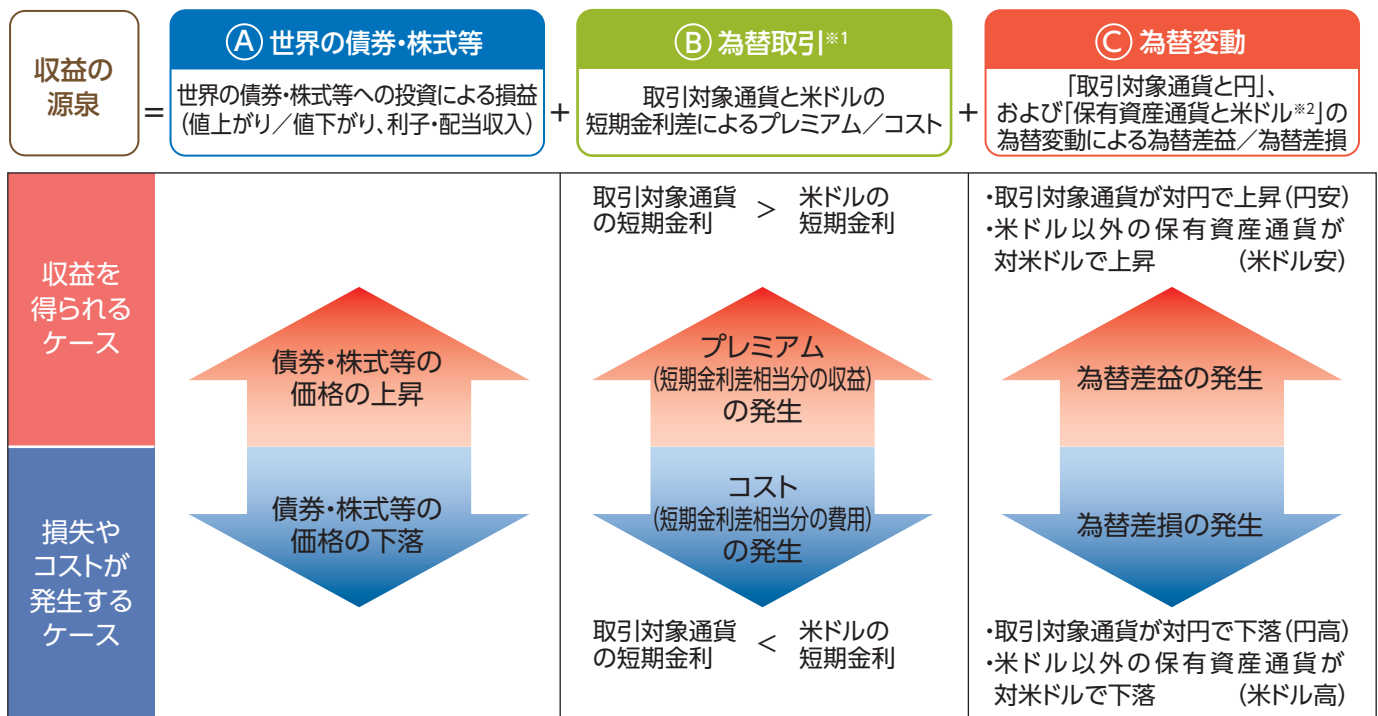 収益の
源泉
=
Ⓐ 世界の債券・株式等
世界の債券・株式等への投資による損益
(値上がり/値下がり、利子・配当収入)
+
Ⓑ 為替取引※1
取引対象通貨と米ドルの
短期金利差によるプレミアム/コスト
+
Ⓒ 為替変動
「取引対象通貨と円」、
および「保有資産通貨と米ドル※2」の
為替変動による為替差益/為替差損
収益を
得られる
ケース
債券・株式等の
価格の上昇
取引対象通貨 > 米ドルの
の短期金利 短期金利
プレミアム
(短期金利差相当分の収益)
の発生
・取引対象通貨が対円で上昇(円安)
・米ドル以外の保有資産通貨が
対米ドルで上昇 (米ドル安)
為替差益の発生
損失や
コストが
発生する
ケース
債券・株式等の
価格の下落
コスト
(短期金利差相当分の費用)
の発生
取引対象通貨 < 米ドルの
の短期金利 短期金利
為替差損の発生
・取引対象通貨が対円で下落(円高)
・米ドル以外の保有資産通貨が
対米ドルで下落 (米ドル高)